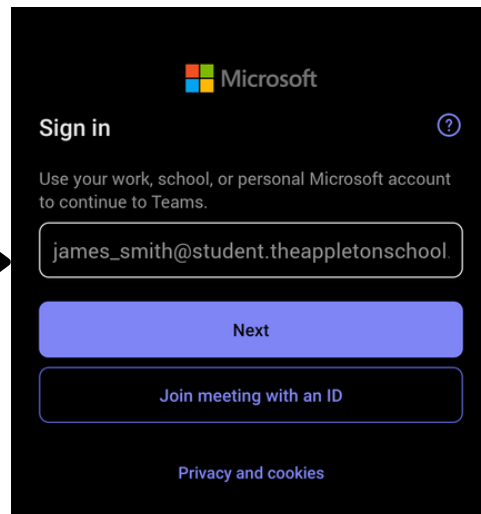 Microsoft
Sign in
?
Use your work, school, or personal Microsoft account
to continue to Teams.
james_smith@student.theappletonschool.
Next
Join meeting with an ID
Privacy and cookies